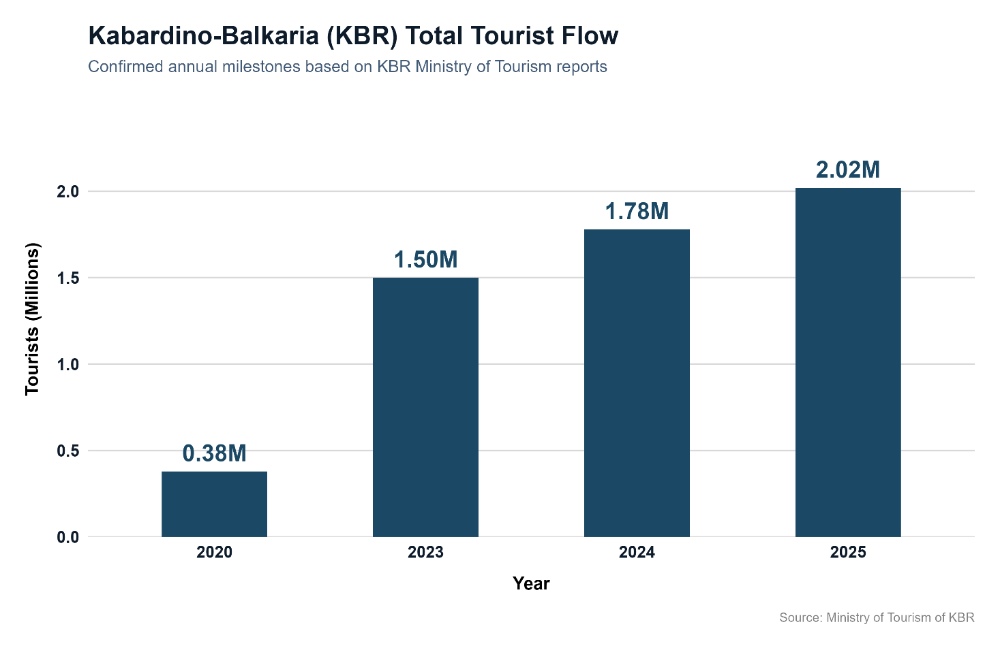 Kabardino-Balkaria (KBR) Total Tourist Flow
Confirmed annual milestones based on KBR Ministry of Tourism reports
Tourists (Millions)
2.0
1.5
1.0
0.5
0.0
0.38M
1.50M
1.78M
2.02M
2020
2023
2024
2025
Year
Source: Ministry of Tourism of KBR